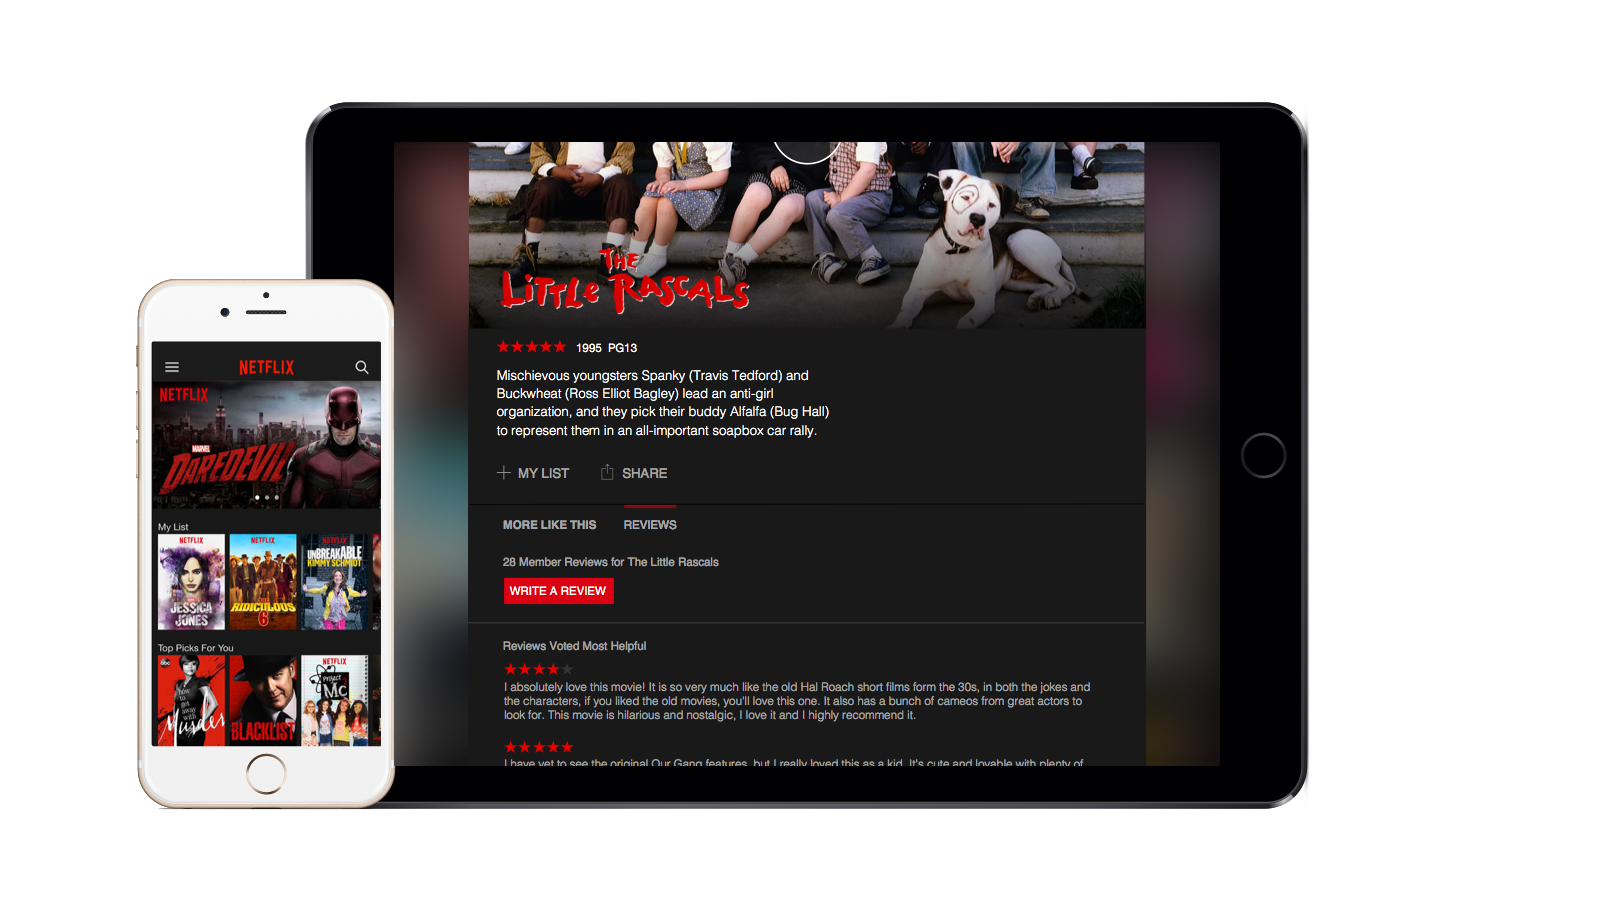 NETFLIX
NETFLIX
MARVEL
DAREDEVIL
My List
NETFLIX
JESSICA
JONES
NETFLIX
RIDICULOUS
6
NETFLIX
UNBREAKABLE
KIMMY SCHMIDT
Top Picks For You
abc
how to
get away
with
Murder
THE
BLACKLIST
NETFLIX
Project
Mc
THE
LiTTLe RASCALS
1995 PG13
Mischievous youngsters Spanky (Travis Tedford) and
Buckwheat (Ross Elliot Bagley) lead an anti-girl
organization, and they pick their buddy Alfalfa (Bug Hall)
to represent them in an all-important soapbox car rally.
MY LIST SHARE
MORE LIKE THIS REVIEWS
28 Member Reviews for The Little Rascals
WRITE A REVIEW
Reviews Voted Most Helpful
I absolutely love this movie! It is so very much like the old Hal Roach short films form the 30s, in both the jokes and
the characters, if you liked the old movies, you'll love this one. It also has a bunch of cameos from great actors to
look for. This movie is hilarious and nostalgic, I love it and I highly recommend it.
I have yet to see the original Our Gang features, but I really loved this as a kid. It's cute and lovable with plenty of